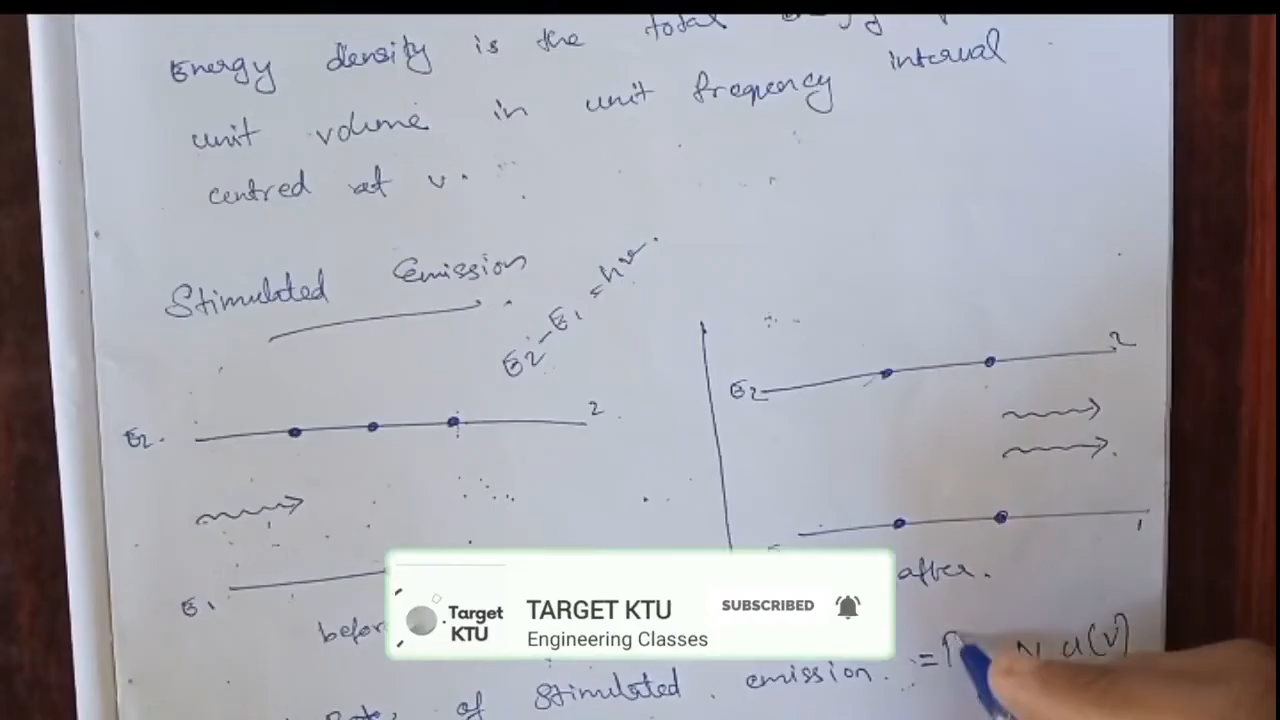 Energy density is the total
unit volume in unit frequency interval
centred at ν.
Stimulated Emission
E2-E1 = hν.
E2. 2
E2 2
E1
1
after.
Target KTU
TARGET KTU
SUBSCRIBED
Engineering Classes
of stimulated emission. = N u(ν)